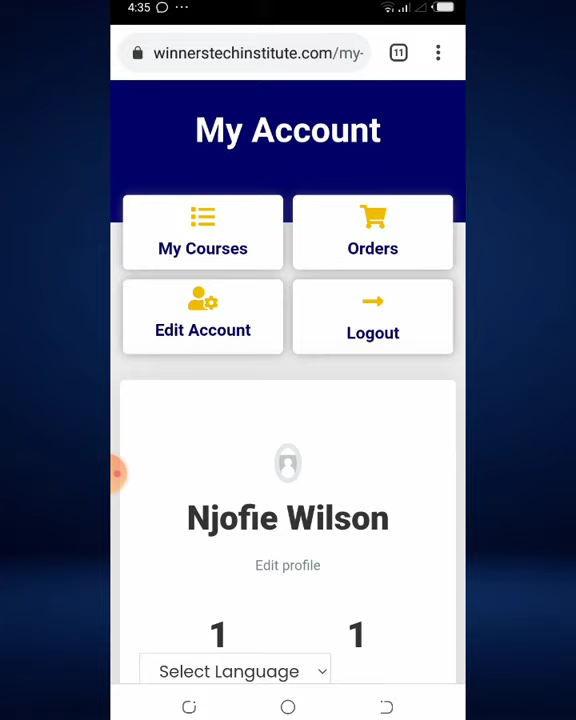 4:35
winnerstechinstitute.com/my-
11
My Account
My Courses
Orders
Edit Account
Logout
Njofie Wilson
Edit profile
1
1
Select Language